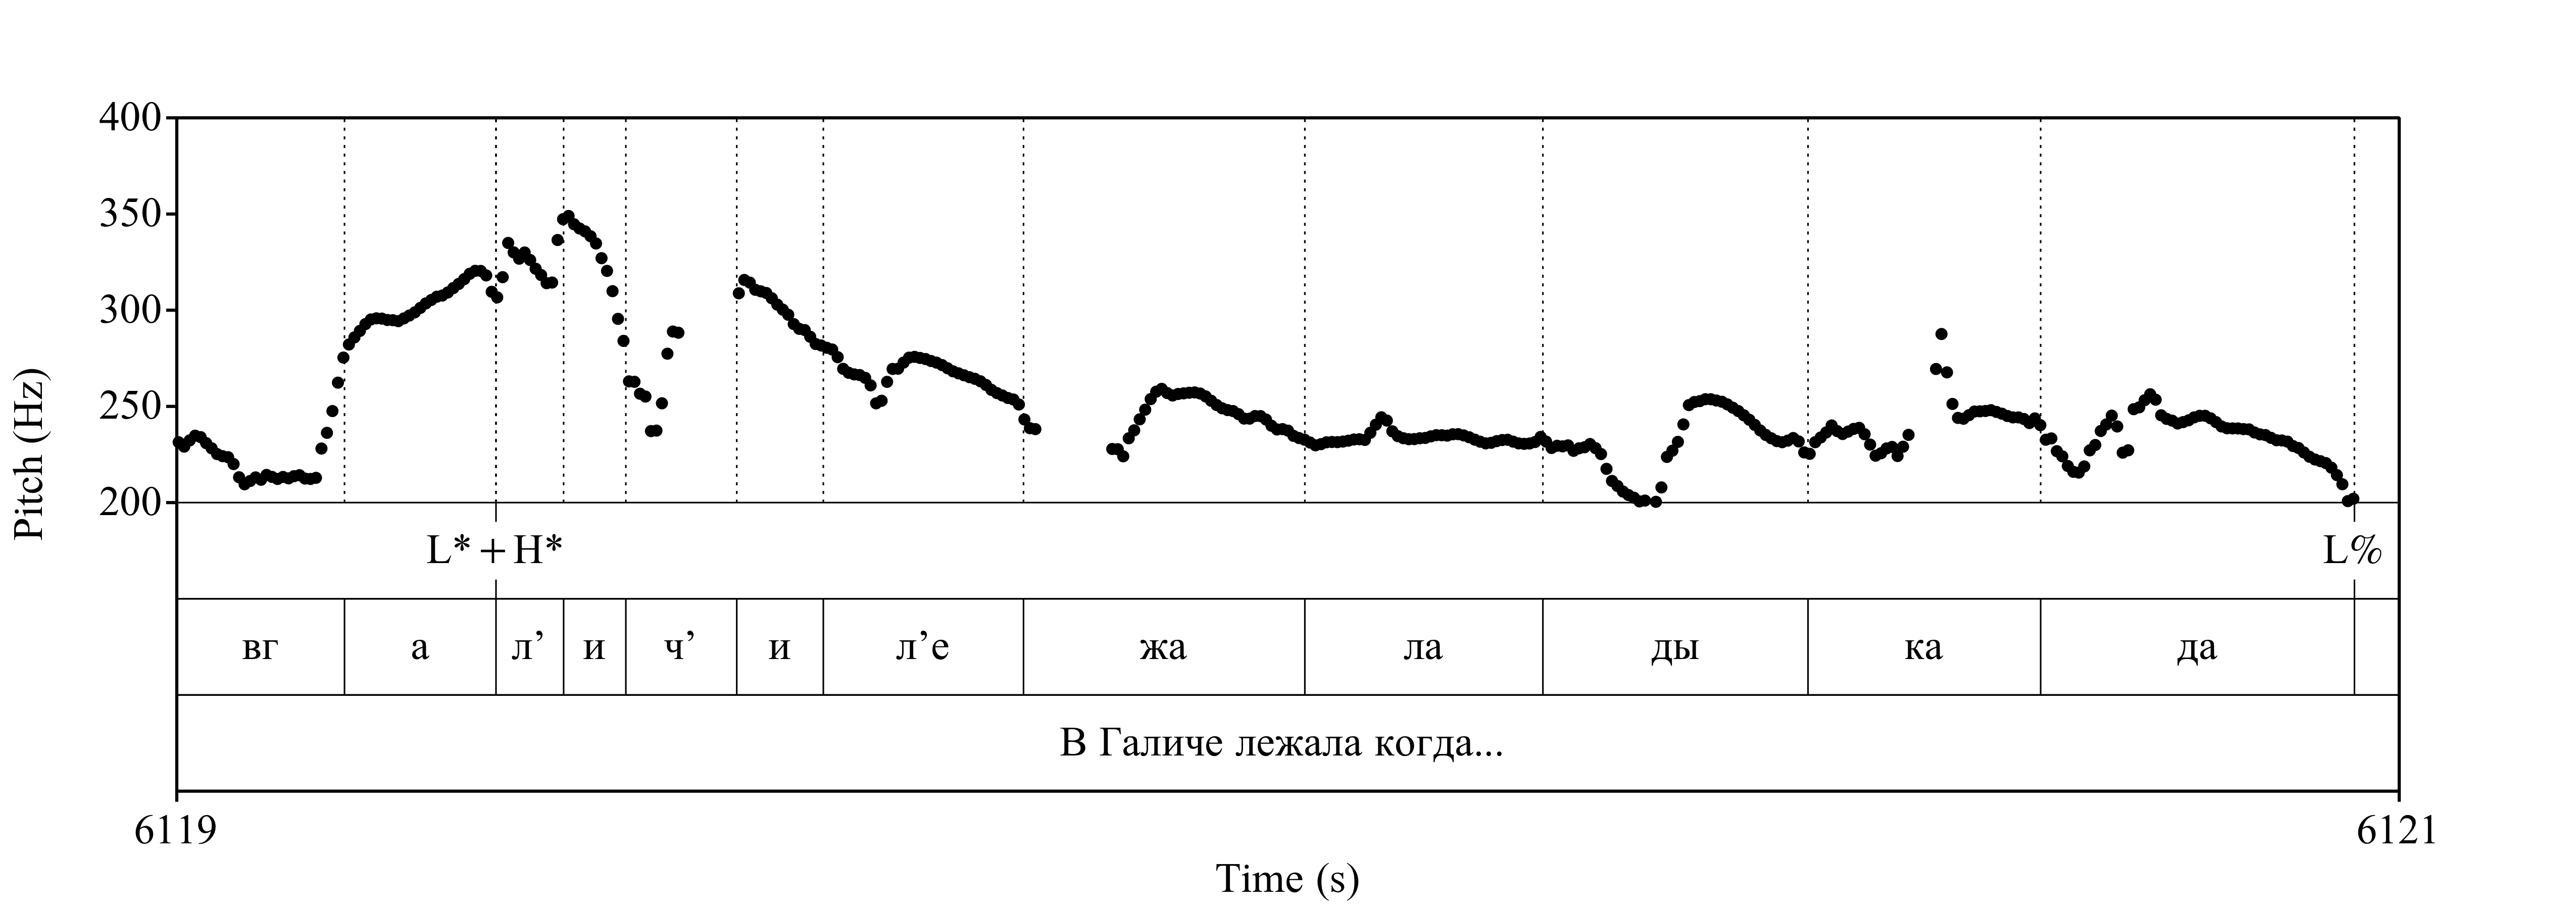 400
350
300
250
200
Pitch (Hz)
L* + H* L%
вг а л’ и ч’ и л’е жа ла ды ка да
В Галиче лежала когда...
6119 6121
Time (s)